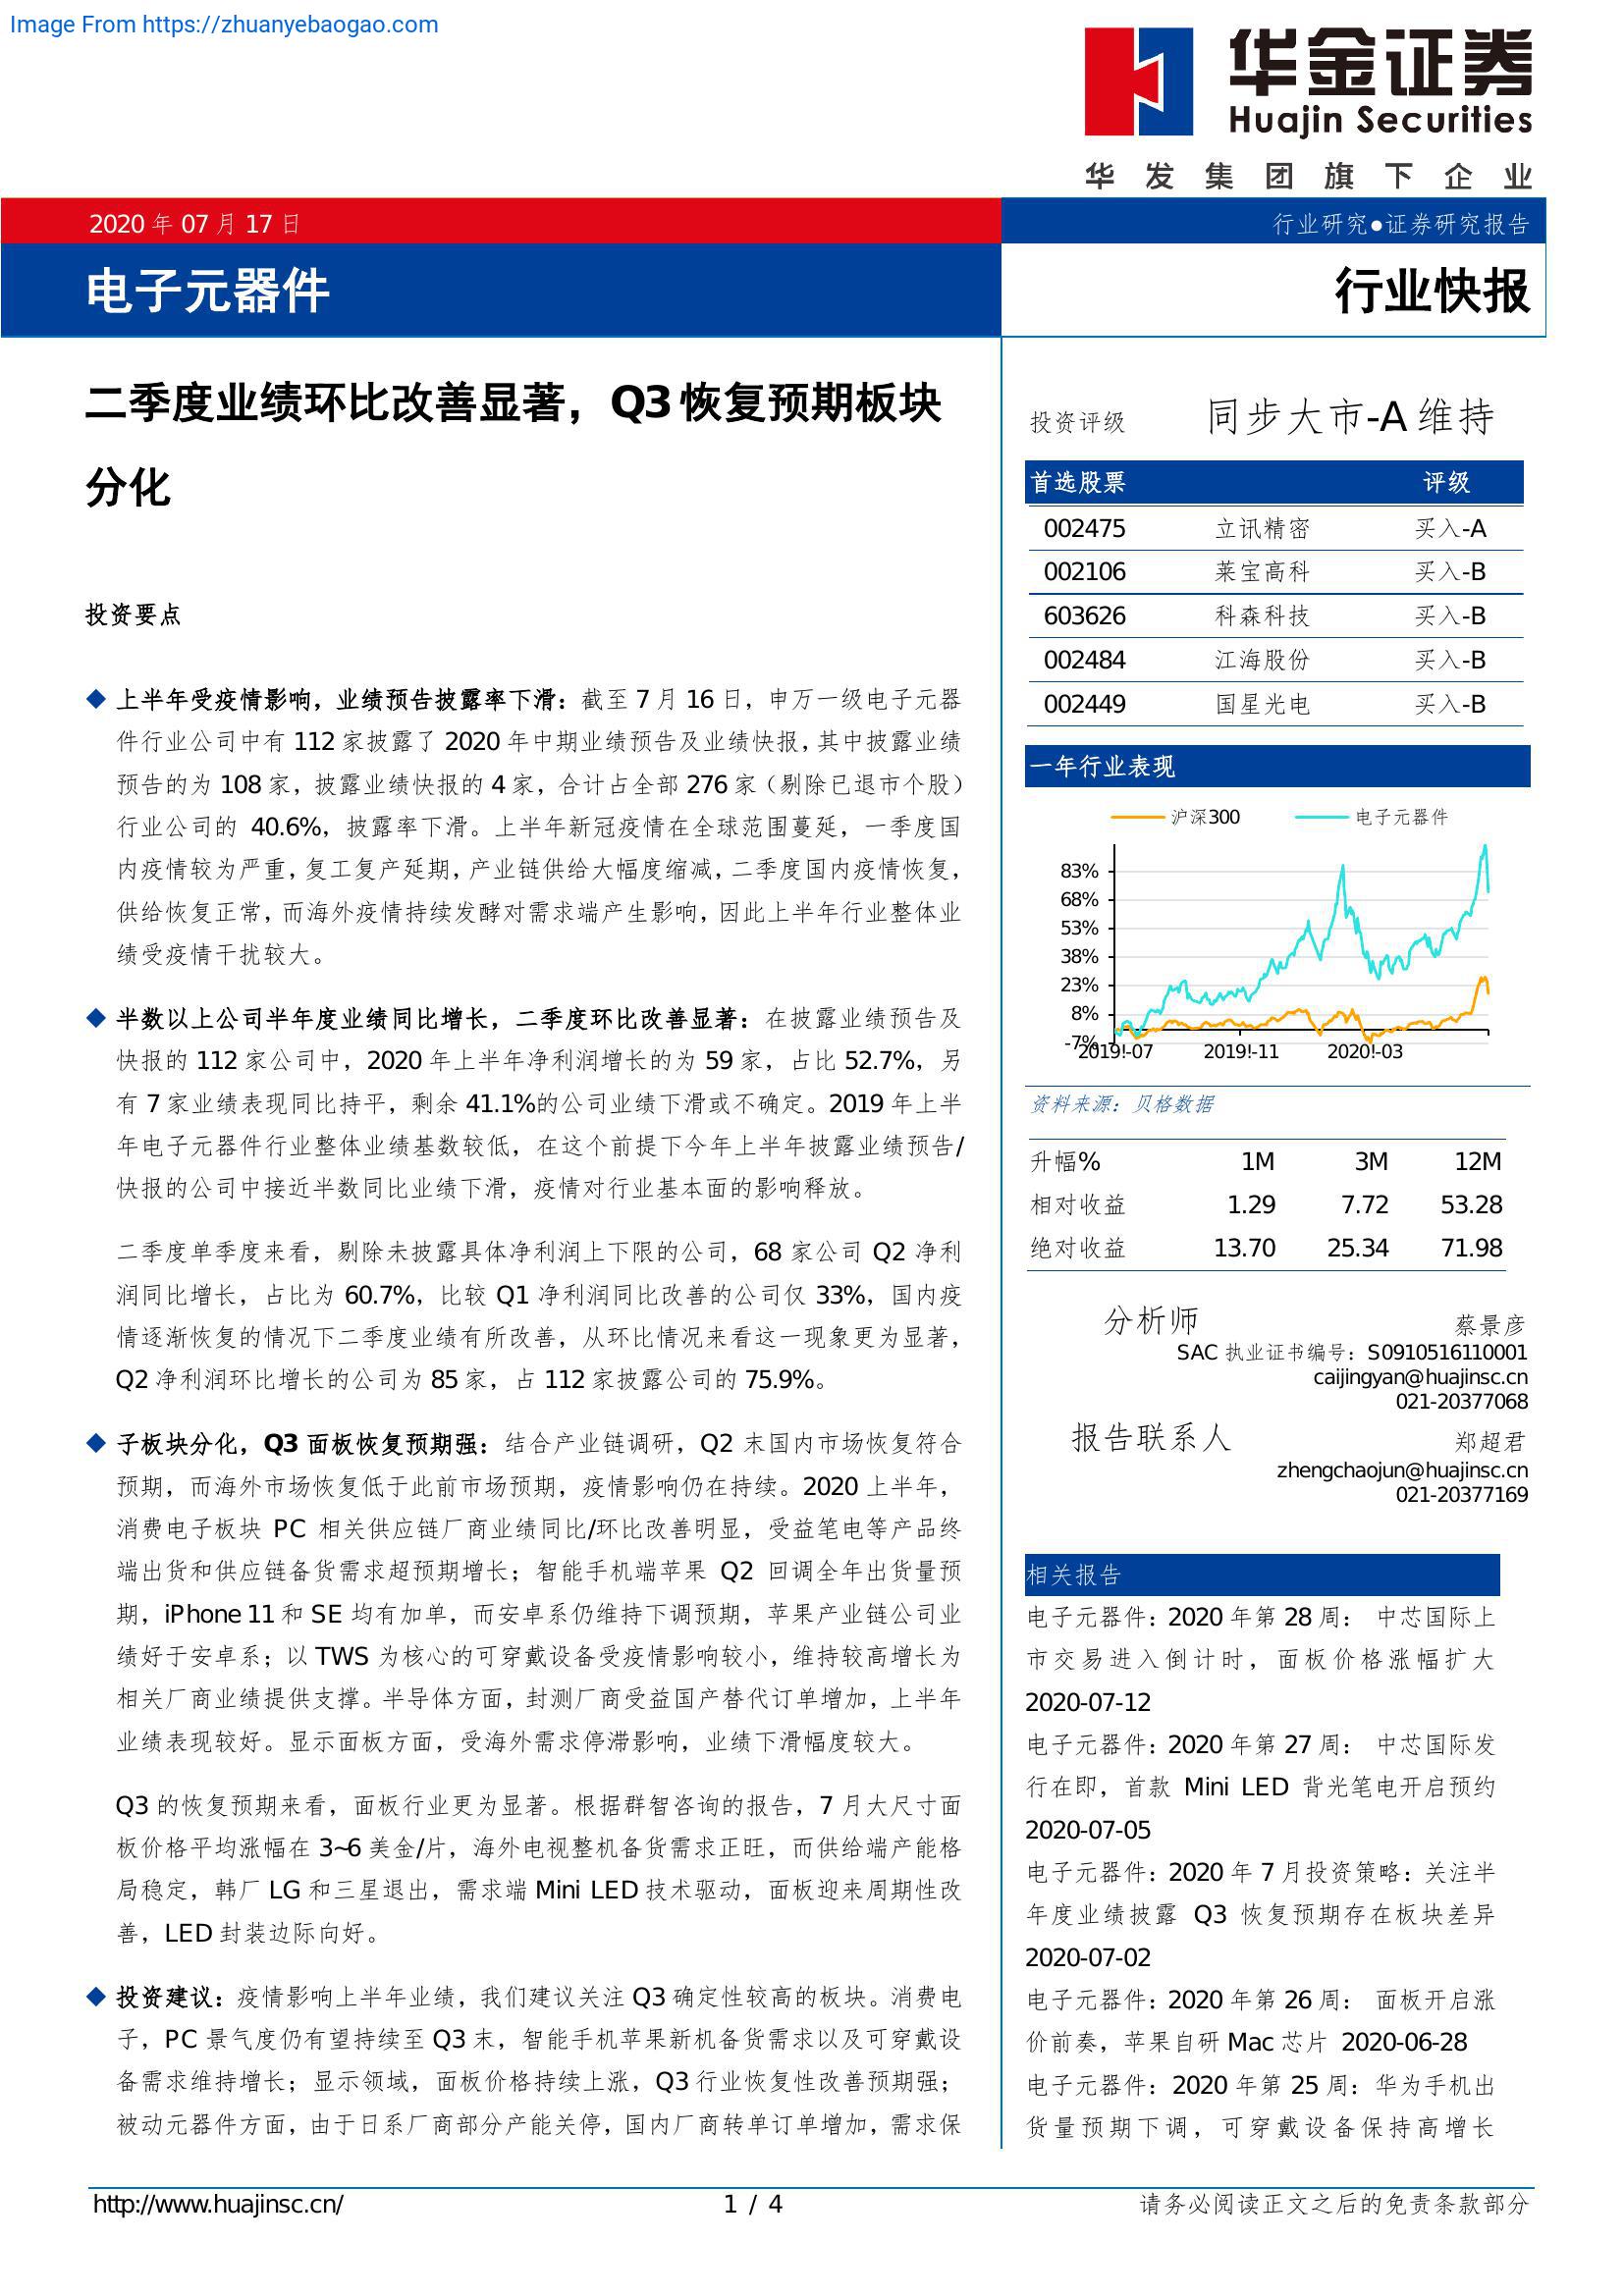 Image From https://zhuanyebaogao.com
华金证券
Huajin Securities
华发集团旗下企业
2020 年 07 月 17 日
行业研究●证券研究报告
电子元器件
行业快报
二季度业绩环比改善显著，Q3 恢复预期板块
分化
投资要点
◆ 上半年受疫情影响，业绩预告披露率下滑：截至 7 月 16 日，申万一级电子元器
件行业公司中有 112 家披露了 2020 年中期业绩预告及业绩快报，其中披露业绩
预告的为 108 家，披露业绩快报的 4 家，合计占全部 276 家（剔除已退市个股）
行业公司的 40.6%，披露率下滑。上半年新冠疫情在全球范围蔓延，一季度国
内疫情较为严重，复工复产延期，产业链供给大幅度缩减，二季度国内疫情恢复，
供给恢复正常，而海外疫情持续发酵对需求端产生影响，因此上半年行业整体业
绩受疫情干扰较大。
◆ 半数以上公司半年度业绩同比增长，二季度环比改善显著：在披露业绩预告及
快报的 112 家公司中，2020 年上半年净利润增长的为 59 家，占比 52.7%，另
有 7 家业绩表现同比持平，剩余 41.1%的公司业绩下滑或不确定。2019 年上半
年电子元器件行业整体业绩基数较低，在这个前提下今年上半年披露业绩预告/
快报的公司中接近半数同比业绩下滑，疫情对行业基本面的影响释放。
二季度单季度来看，剔除未披露具体净利润上下限的公司，68 家公司 Q2 净利
润同比增长，占比为 60.7%，比较 Q1 净利润同比改善的公司仅 33%，国内疫
情逐渐恢复的情况下二季度业绩有所改善，从环比情况来看这一现象更为显著，
Q2 净利润环比增长的公司为 85 家，占 112 家披露公司的 75.9%。
◆ 子板块分化，Q3 面板恢复预期强：结合产业链调研，Q2 末国内市场恢复符合
预期，而海外市场恢复低于此前市场预期，疫情影响仍在持续。2020 上半年，
消费电子板块 PC 相关供应链厂商业绩同比/环比改善明显，受益笔电等产品终
端出货和供应链备货需求超预期增长；智能手机端苹果 Q2 回调全年出货量预
期，iPhone 11 和 SE 均有加单，而安卓系仍维持下调预期，苹果产业链公司业
绩好于安卓系；以 TWS 为核心的可穿戴设备受疫情影响较小，维持较高增长为
相关厂商业绩提供支撑。半导体方面，封测厂商受益国产替代订单增加，上半年
业绩表现较好。显示面板方面，受海外需求停滞影响，业绩下滑幅度较大。
Q3 的恢复预期来看，面板行业更为显著。根据群智咨询的报告，7 月大尺寸面
板价格平均涨幅在 3~6 美金/片，海外电视整机备货需求正旺，而供给端产能格
局稳定，韩厂 LG 和三星退出，需求端 Mini LED 技术驱动，面板迎来周期性改
善，LED 封装边际向好。
◆ 投资建议：疫情影响上半年业绩，我们建议关注 Q3 确定性较高的板块。消费电
子，PC 景气度仍有望持续至 Q3 末，智能手机苹果新机备货需求以及可穿戴设
备需求维持增长；显示领域，面板价格持续上涨，Q3 行业恢复性改善预期强；
被动元器件方面，由于日系厂商部分产能关停，国内厂商转单订单增加，需求保
投资评级 同步大市-A 维持
首选股票 评级
002475 立讯精密 买入-A
002106 莱宝高科 买入-B
603626 科森科技 买入-B
002484 江海股份 买入-B
002449 国星光电 买入-B
一年行业表现
沪深300 电子元器件
83%
68%
53%
38%
23%
8%
-7%
2019!-07 2019!-11 2020!-03
资料来源：贝格数据
升幅% 1M 3M 12M
相对收益 1.29 7.72 53.28
绝对收益 13.70 25.34 71.98
分析师 蔡景彦
SAC 执业证书编号：S0910516110001
caijingyan@huajinsc.cn
021-20377068
报告联系人 郑超君
zhengchaojun@huajinsc.cn
021-20377169
相关报告
电子元器件：2020 年第 28 周： 中芯国际上
市交易进入倒计时，面板价格涨幅扩大
2020-07-12
电子元器件：2020 年第 27 周： 中芯国际发
行在即，首款 Mini LED 背光笔电开启预约
2020-07-05
电子元器件：2020 年 7 月投资策略：关注半
年度业绩披露 Q3 恢复预期存在板块差异
2020-07-02
电子元器件：2020 年第 26 周： 面板开启涨
价前奏，苹果自研 Mac 芯片 2020-06-28
电子元器件：2020 年第 25 周：华为手机出
货量预期下调，可穿戴设备保持高增长
http://www.huajinsc.cn/
1 / 4
请务必阅读正文之后的免责条款部分